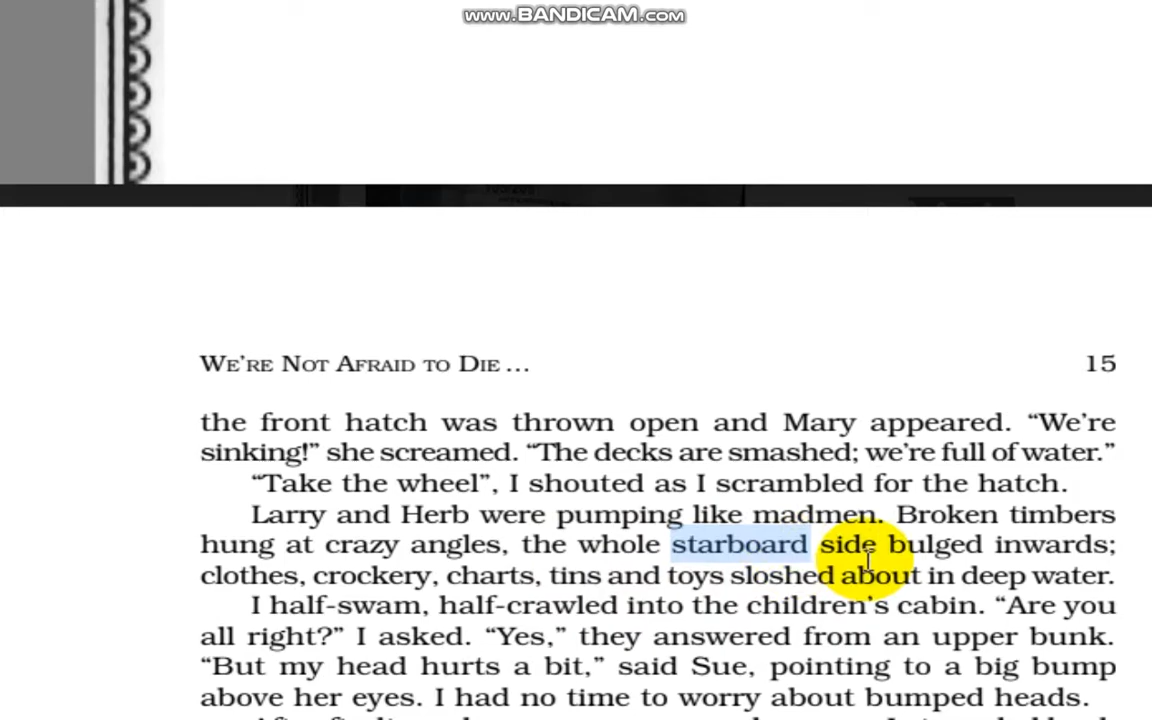 www.BANDICAM.com
WE'RE NOT AFRAID TO DIE ... 15
the front hatch was thrown open and Mary appeared. “We're
sinking!” she screamed. “The decks are smashed; we're full of water.”
“Take the wheel”, I shouted as I scrambled for the hatch.
Larry and Herb were pumping like madmen. Broken timbers
hung at crazy angles, the whole starboard side bulged inwards;
clothes, crockery, charts, tins and toys sloshed about in deep water.
I half-swam, half-crawled into the children's cabin. “Are you
all right?” I asked. “Yes,” they answered from an upper bunk.
“But my head hurts a bit,” said Sue, pointing to a big bump
above her eyes. I had no time to worry about bumped heads.